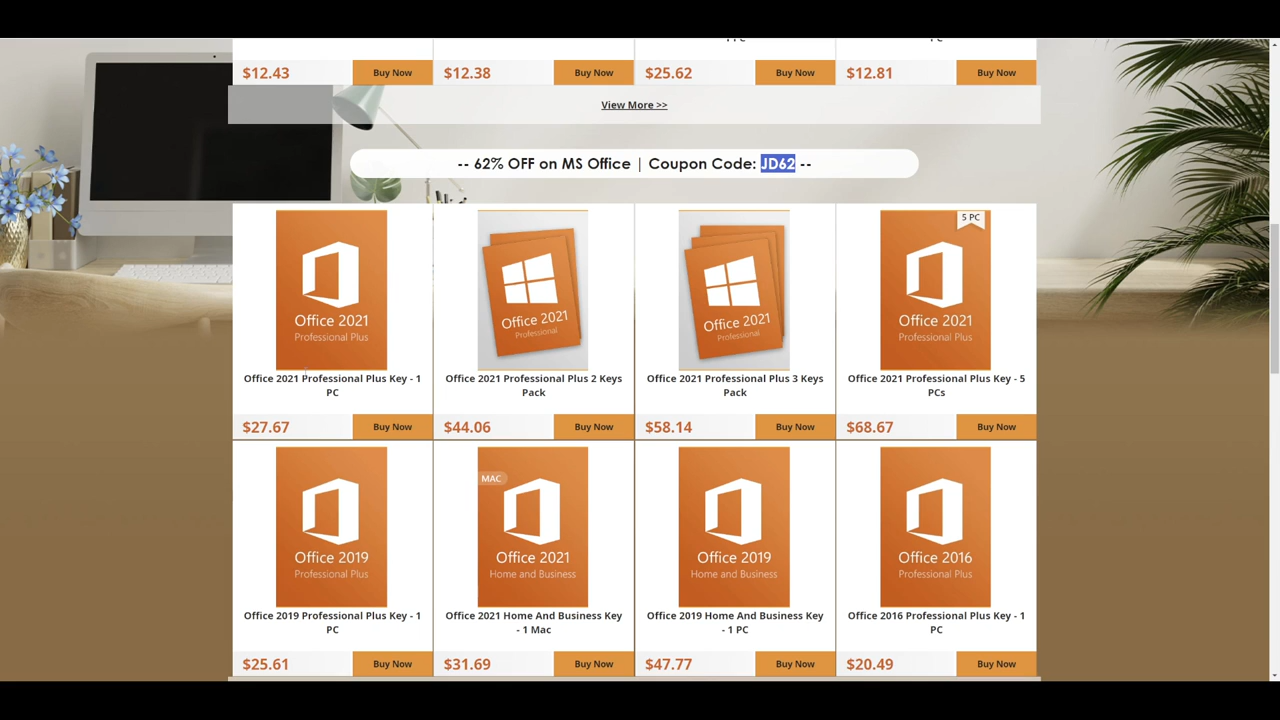 $12.43 Buy Now $12.38 Buy Now $25.62 Buy Now $12.81 Buy Now
View More >>
-- 62% OFF on MS Office | Coupon Code: JD62 --
5 PC
Office 2021
Professional Plus
Office 2021
Professional
Office 2021
Professional
Office 2021
Professional Plus
Office 2021 Professional Plus Key - 1
PC
Office 2021 Professional Plus 2 Keys
Pack
Office 2021 Professional Plus 3 Keys
Pack
Office 2021 Professional Plus Key - 5
PCs
$27.67 Buy Now $44.06 Buy Now $58.14 Buy Now $68.67 Buy Now
MAC
Office 2019
Professional Plus
Office 2021
Home and Business
Office 2019
Home and Business
Office 2016
Professional Plus
Office 2019 Professional Plus Key - 1
PC
Office 2021 Home And Business Key
- 1 Mac
Office 2019 Home And Business Key
- 1 PC
Office 2016 Professional Plus Key - 1
PC
$25.61 Buy Now $31.69 Buy Now $47.77 Buy Now $20.49 Buy Now